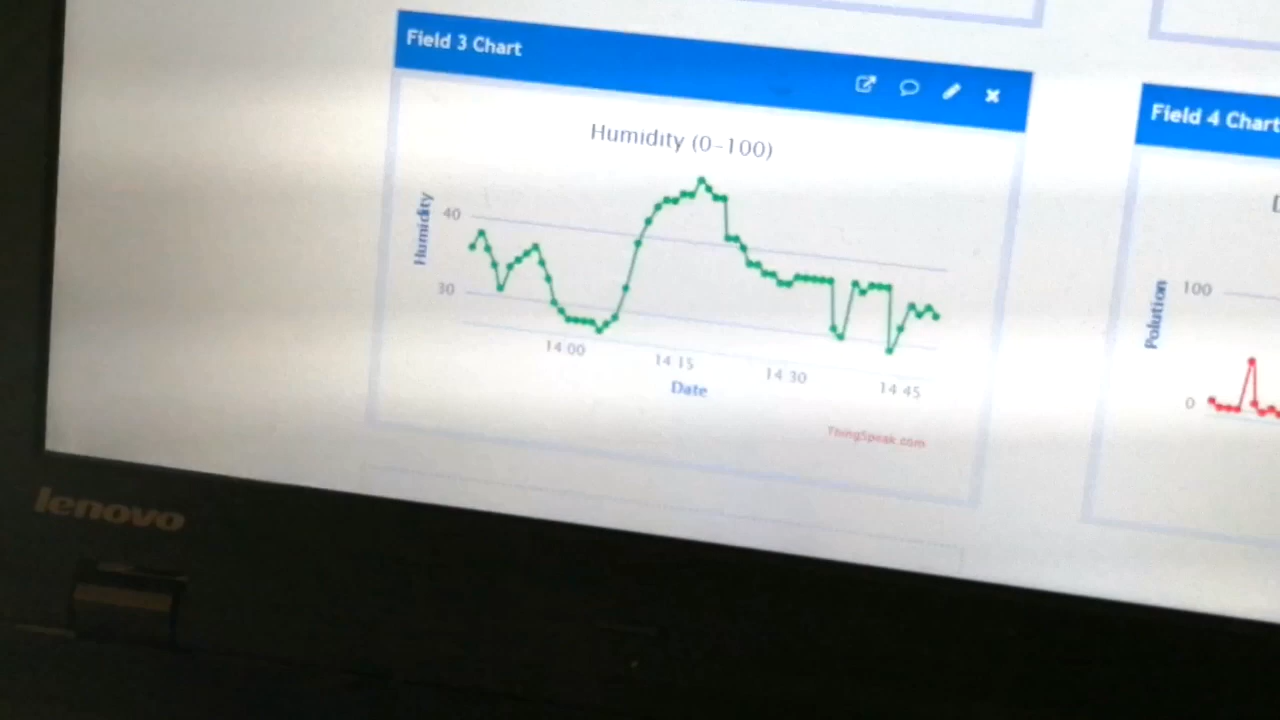 Field 3 Chart
Humidity (0-100)
Humidity
40
30
14 00
14 15
14 30
14 45
Date
ThingSpeak.com
Field 4 Chart
Polution
100
0
lenovo